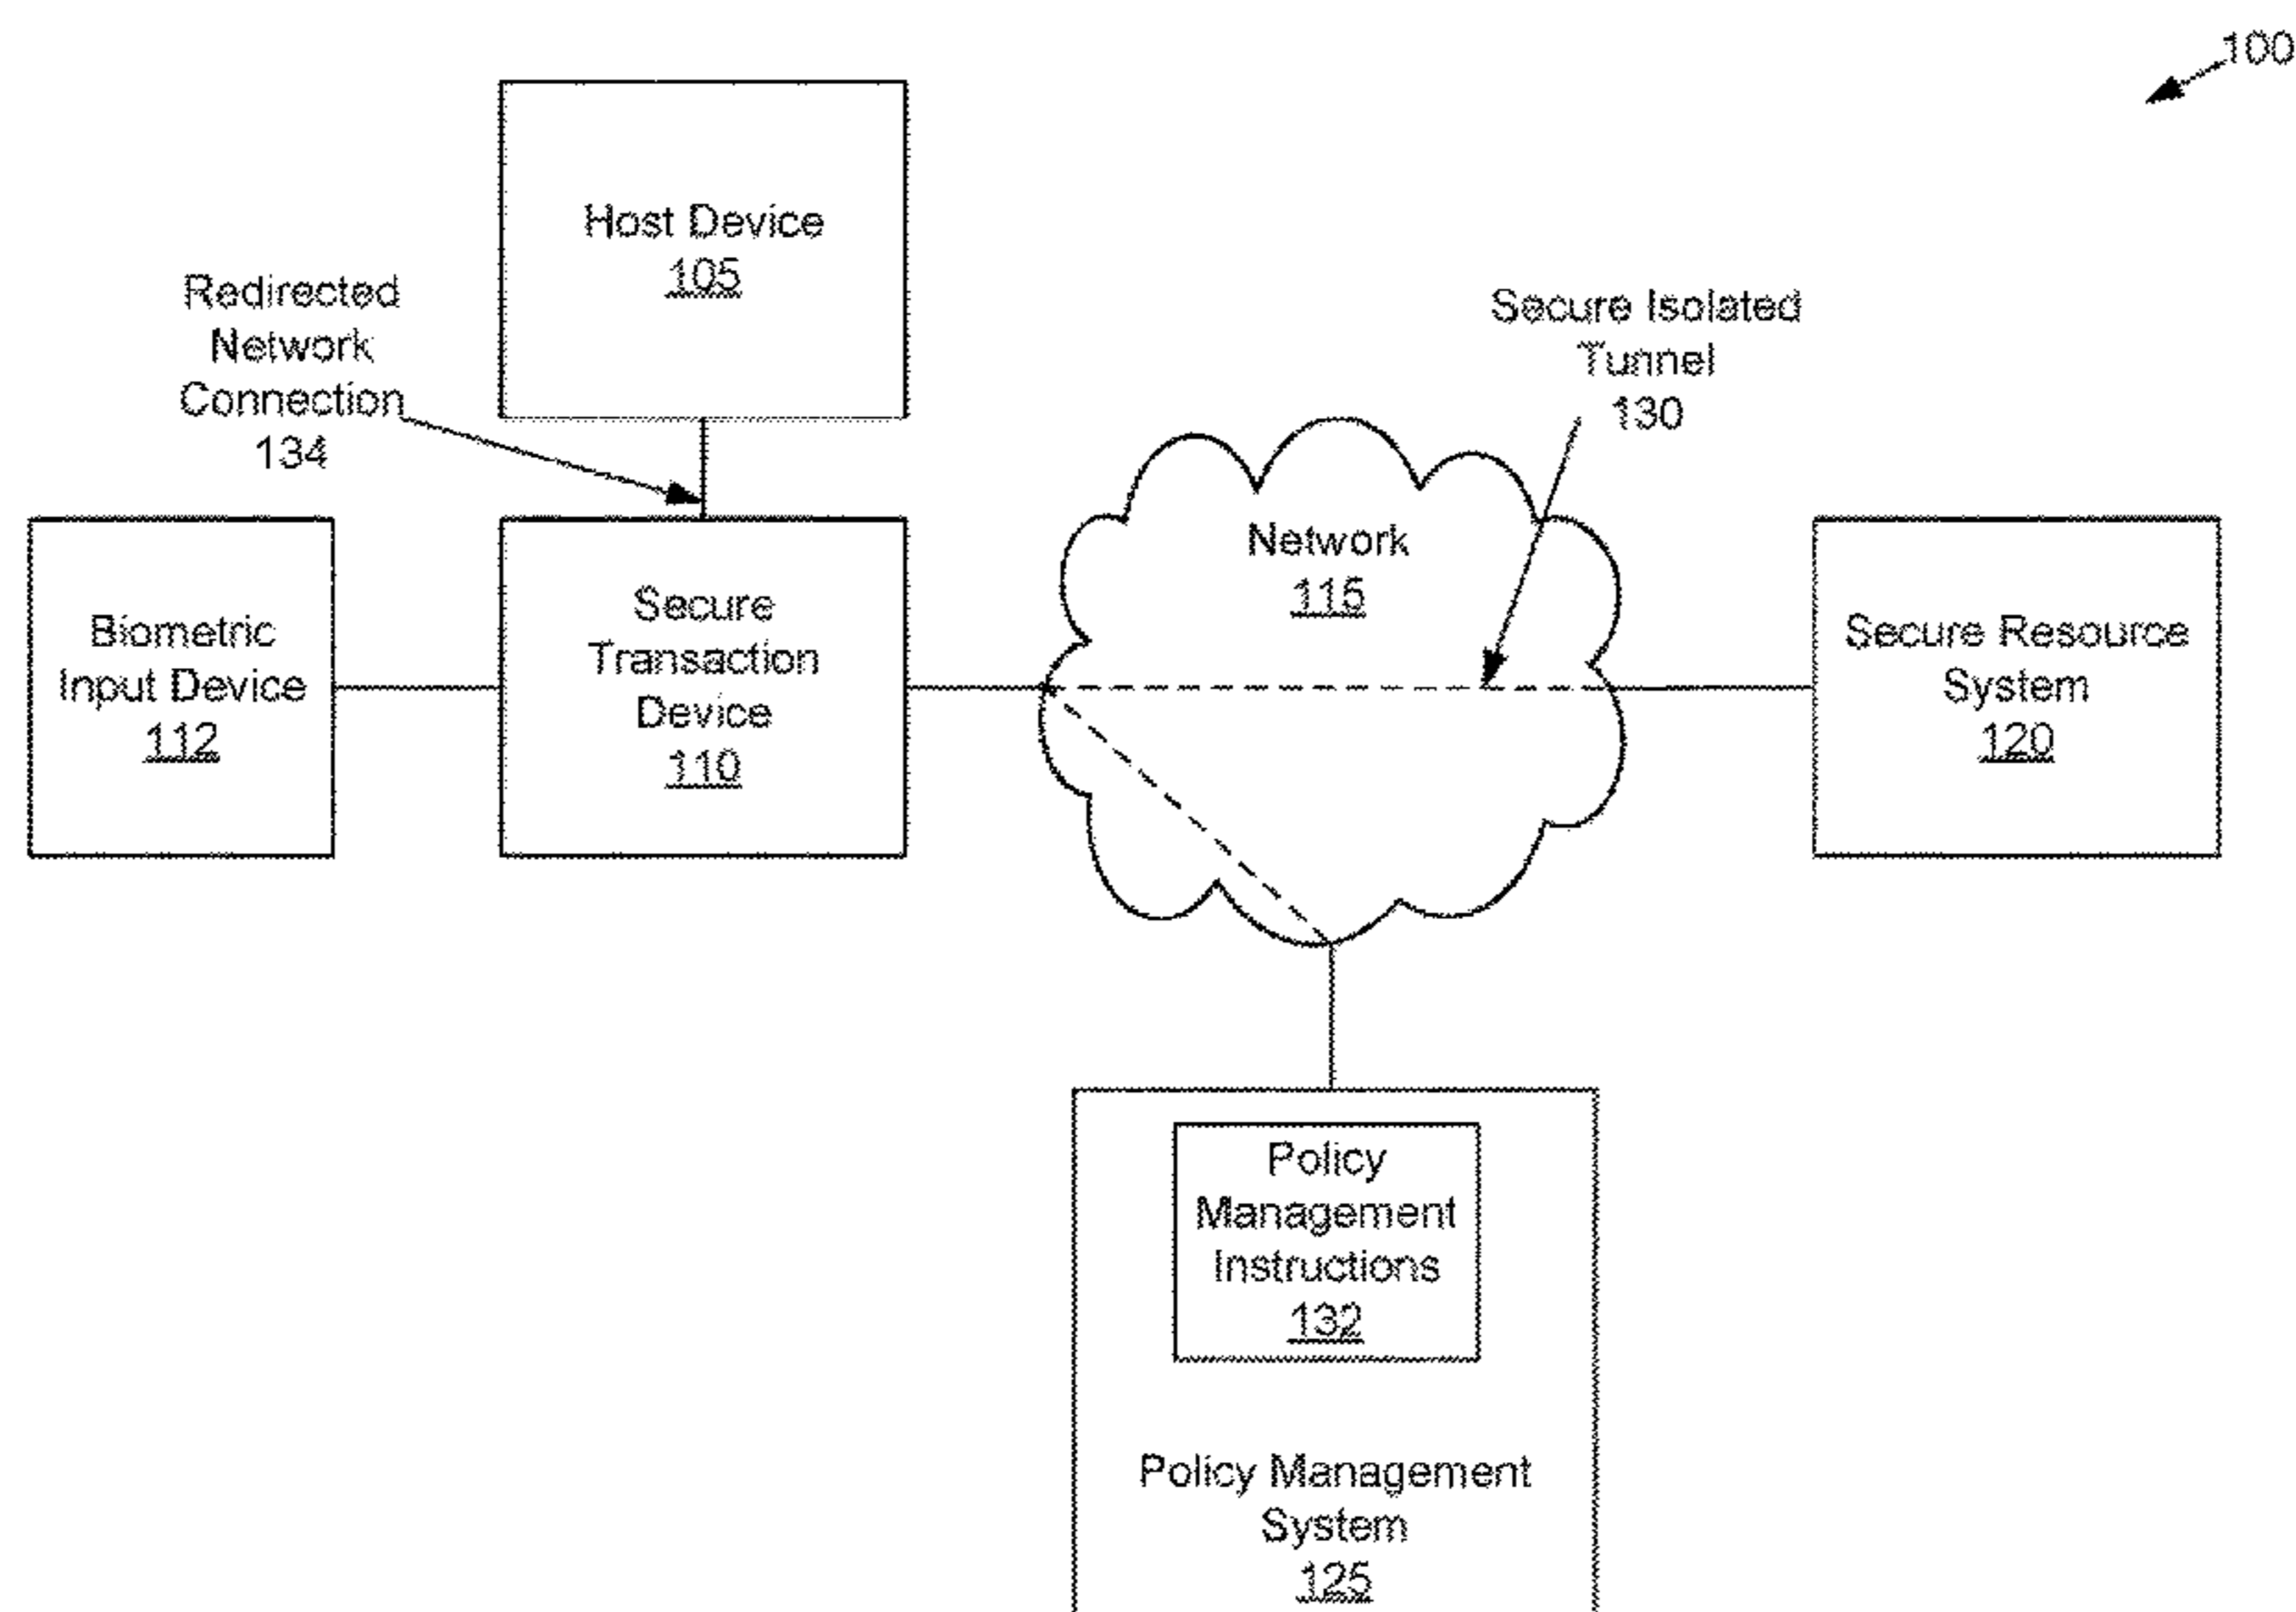 100
Host Device
105
Redirected
Network
Connection
134
Secure Isolated
Tunnel
130
Biometric
Input Device
112
Secure
Transaction
Device
110
Network
115
Secure Resource
System
120
Policy
Management
Instructions
132
Policy Management
System
125